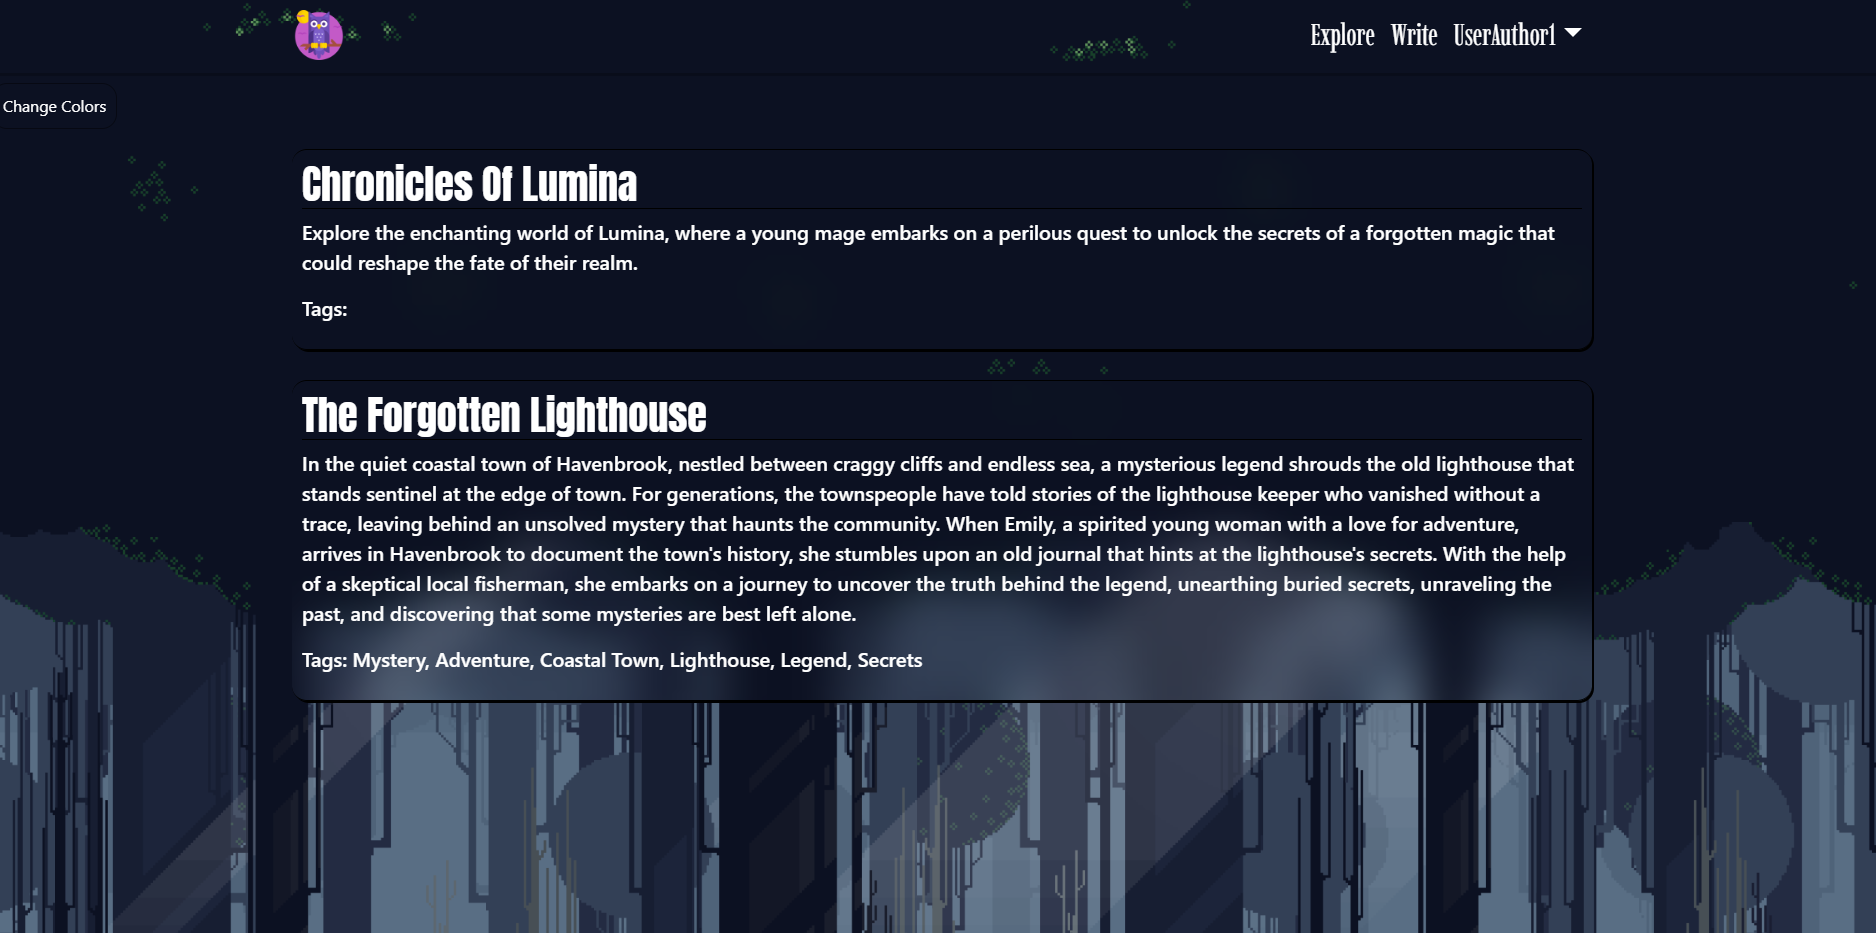 Explore Write UserAuthor1
Change Colors
Chronicles Of Lumina
Explore the enchanting world of Lumina, where a young mage embarks on a perilous quest to unlock the secrets of a forgotten magic that
could reshape the fate of their realm.
Tags:
The Forgotten Lighthouse
In the quiet coastal town of Havenbrook, nestled between craggy cliffs and endless sea, a mysterious legend shrouds the old lighthouse that
stands sentinel at the edge of town. For generations, the townspeople have told stories of the lighthouse keeper who vanished without a
trace, leaving behind an unsolved mystery that haunts the community. When Emily, a spirited young woman with a love for adventure,
arrives in Havenbrook to document the town's history, she stumbles upon an old journal that hints at the lighthouse's secrets. With the help
of a skeptical local fisherman, she embarks on a journey to uncover the truth behind the legend, unearthing buried secrets, unraveling the
past, and discovering that some mysteries are best left alone.
Tags: Mystery, Adventure, Coastal Town, Lighthouse, Legend, Secrets